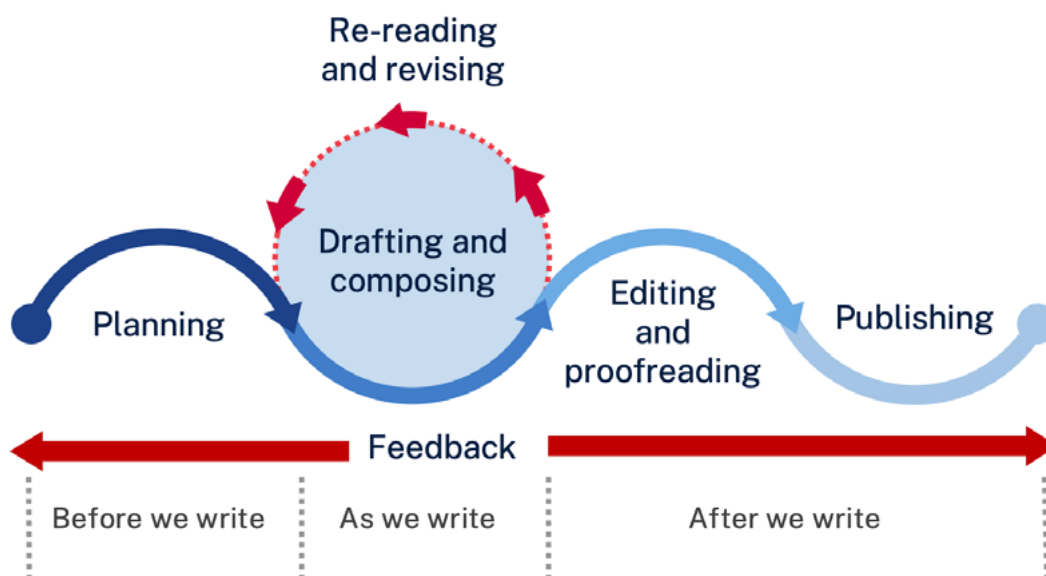 Re-reading
and revising
Drafting and
composing
Planning
Editing
and
proofreading
Publishing
Feedback
Before we write
As we write
After we write